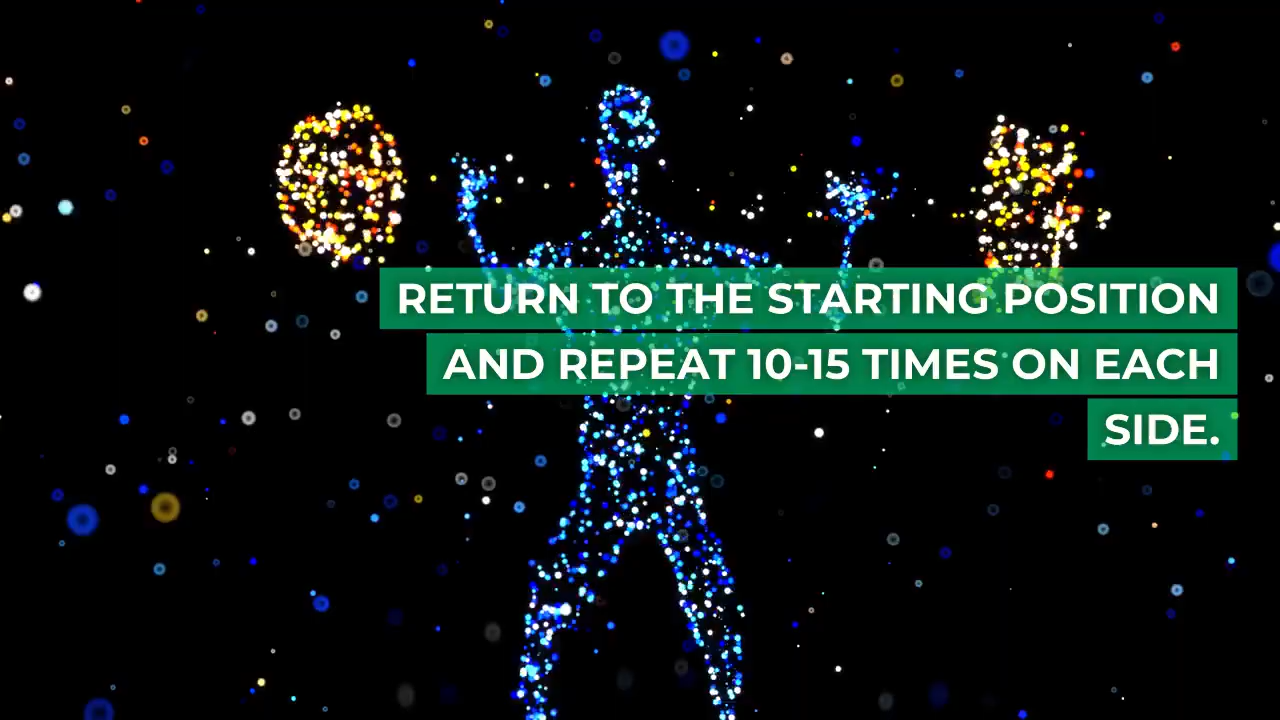 RETURN TO THE STARTING POSITION
AND REPEAT 10-15 TIMES ON EACH
SIDE.